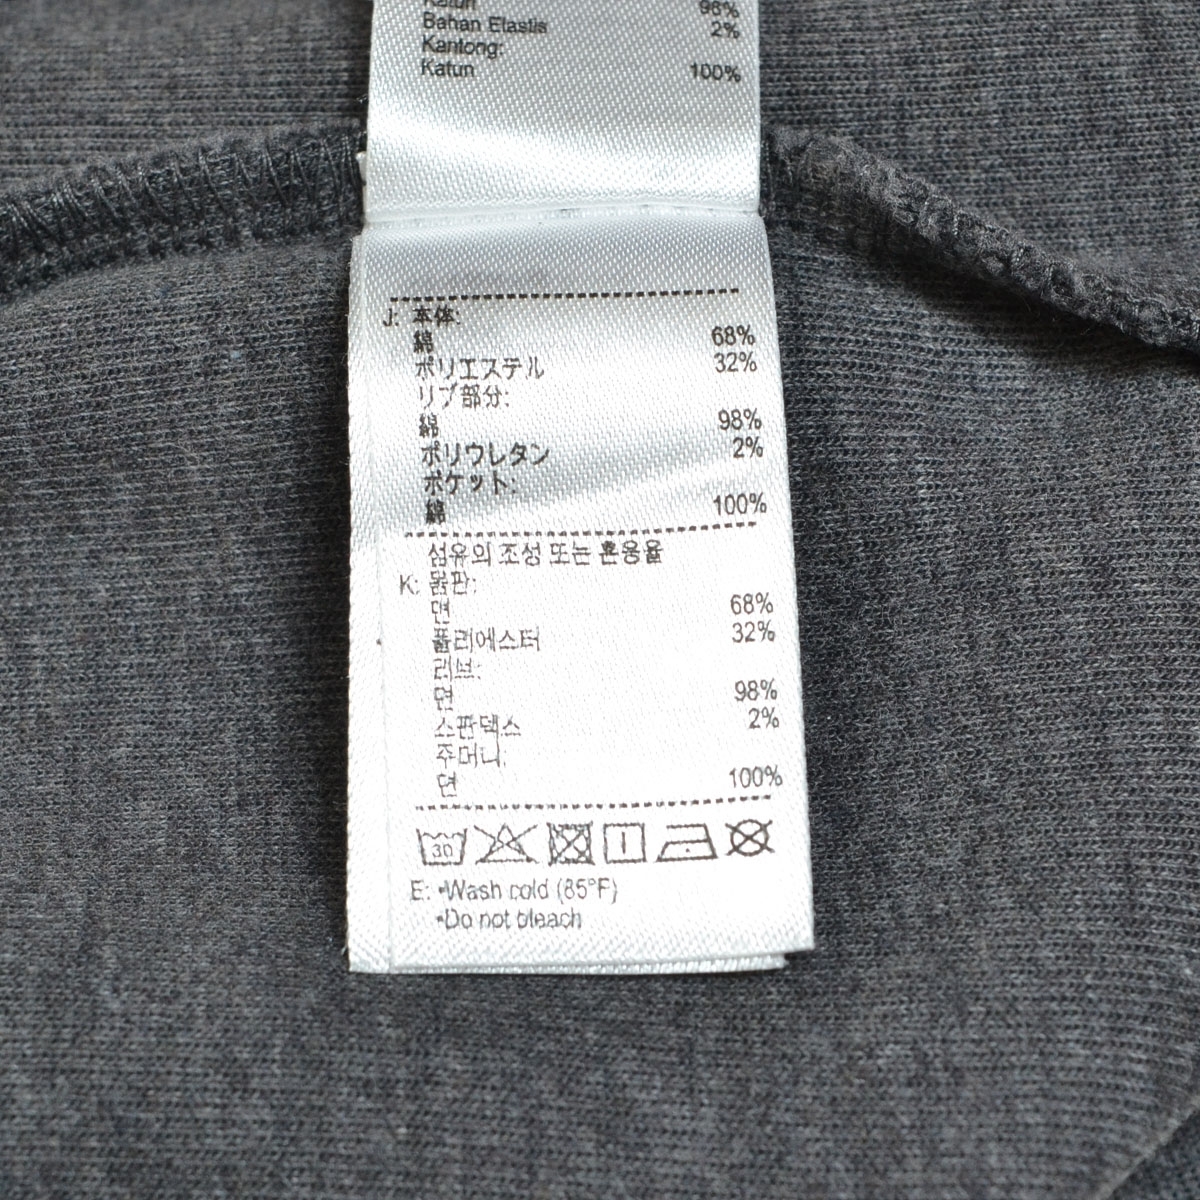 Katun 98%
Bahan Elastis 2%
Kantong:
Katun 100%
J: 本体:
綿 68%
ポリエステル 32%
リブ部分:
綿 98%
ポリウレタン 2%
ポケット:
綿 100%
섬유의 조성 또는 혼용율
K: 몸판:
면 68%
폴리에스터 32%
리브:
면 98%
스판덱스 2%
주머니:
면 100%
30
E: •Wash cold (85°F)
•Do not bleach